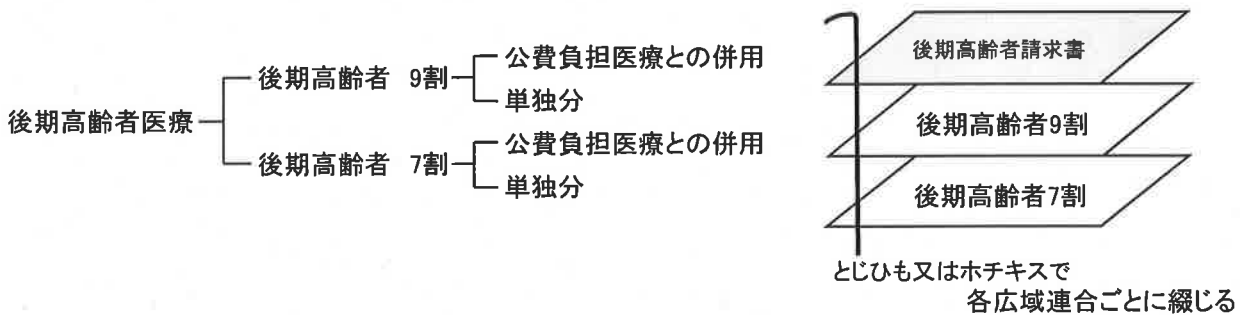 後期高齢者医療
後期高齢者 9割
公費負担医療との併用
単独分
後期高齢者 7割
公費負担医療との併用
単独分
後期高齢者請求書
後期高齢者9割
後期高齢者7割
とじひも又はホチキスで
各広域連合ごとに綴じる